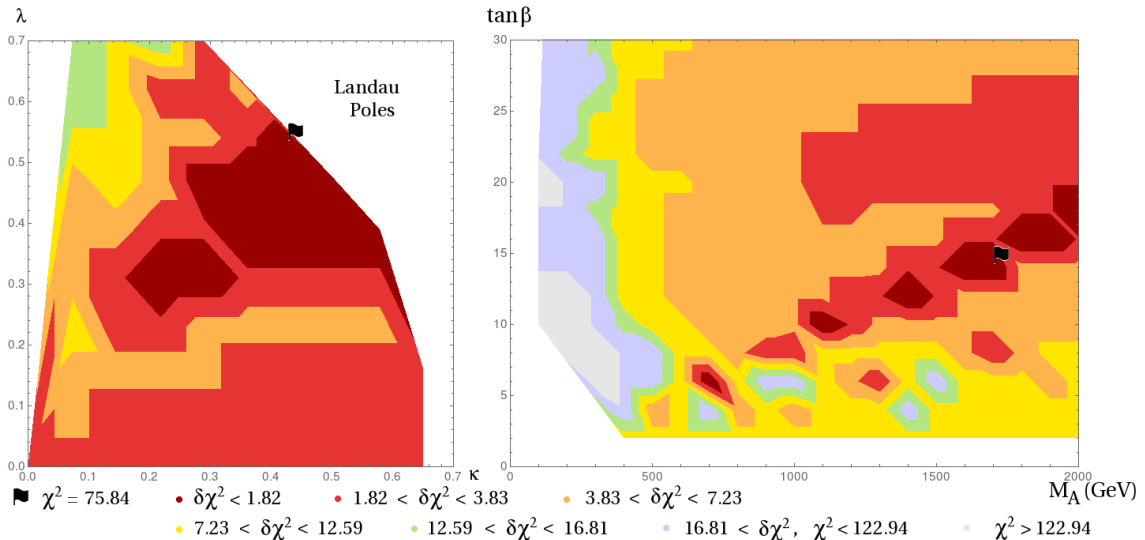 λ
0.7
0.6
0.5
0.4
0.3
0.2
0.1
0.0
0.0 0.1 0.2 0.3 0.4 0.5 0.6 0.7
κ
Landau
Poles
tanβ
30
25
20
15
10
5
0
0 500 1000 1500 2000
M_A (GeV)
χ² = 75.84 δχ² < 1.82 1.82 < δχ² < 3.83 3.83 < δχ² < 7.23
7.23 < δχ² < 12.59 12.59 < δχ² < 16.81 16.81 < δχ², χ² < 122.94 χ² > 122.94